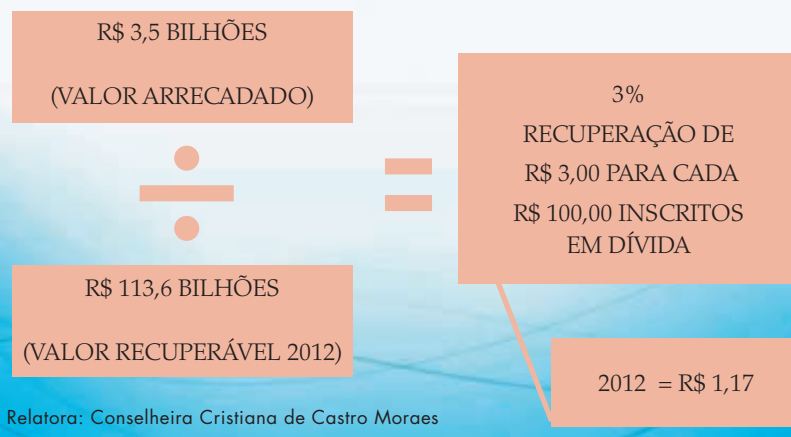 R$ 3,5 BILHÕES
(VALOR ARRECADADO)
R$ 113,6 BILHÕES
(VALOR RECUPERÁVEL 2012)
3%
RECUPERAÇÃO DE
R$ 3,00 PARA CADA
R$ 100,00 INSCRITOS
EM DÍVIDA
2012 = R$ 1,17
Relatora: Conselheira Cristiana de Castro Moraes